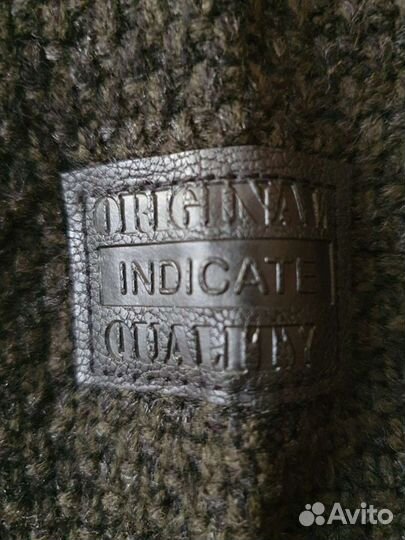 ORIGINAL
INDICATE
QUALITY
Avito